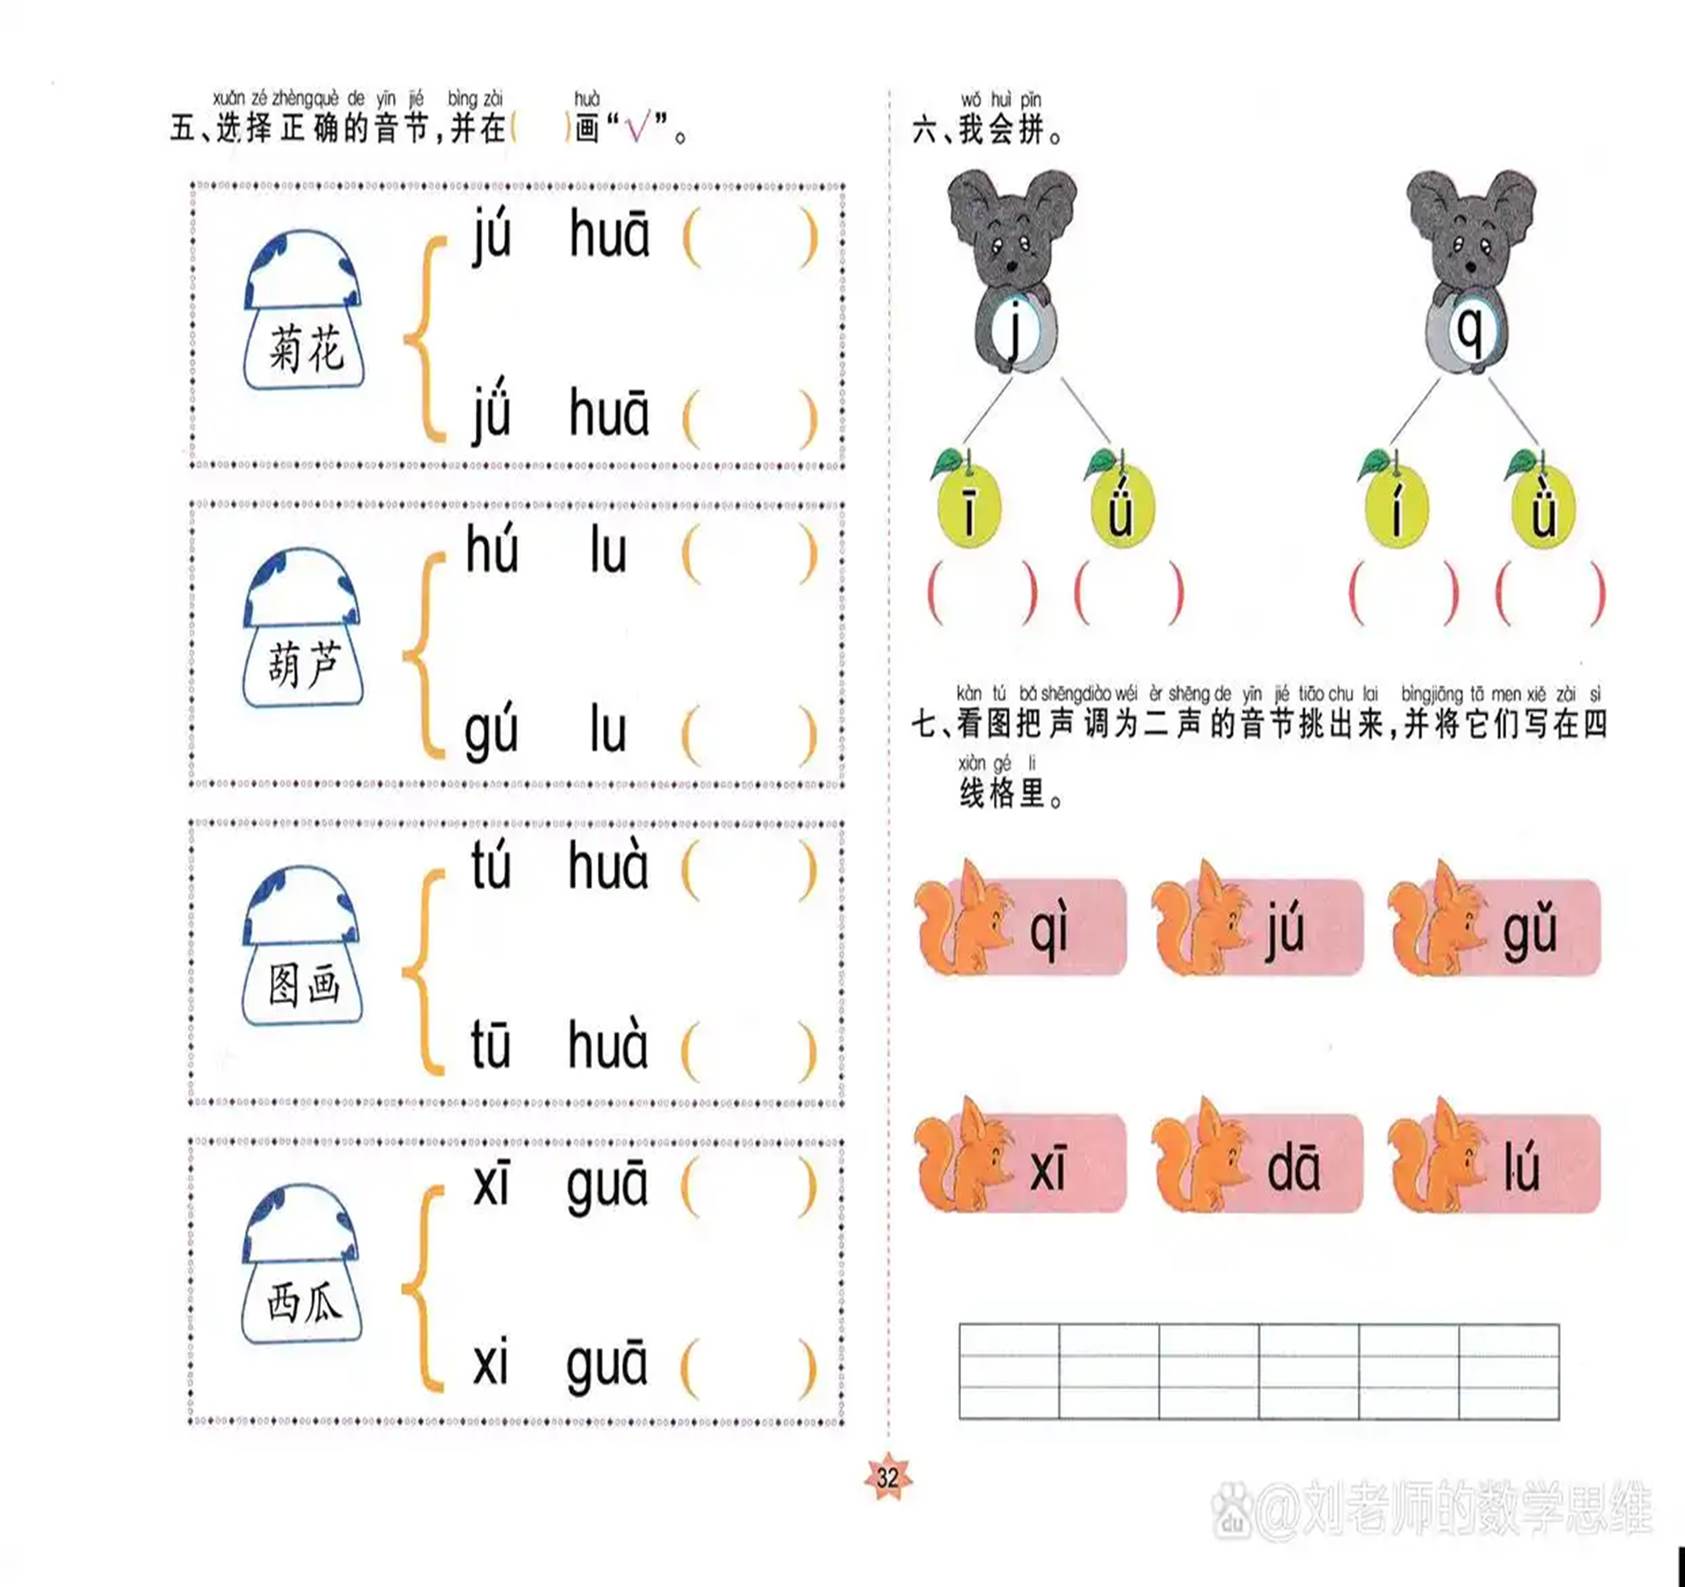 xuǎn zé zhèngquè de yīn jié bìng zài huà
五、选择正确的音节,并在( )画“√”。
菊花
jú huā ( )
jǘ huā ( )
葫芦
hú lu ( )
gú lu ( )
图画
tú huà ( )
tū huà ( )
西瓜
xī guā ( )
xi guā ( )
wǒ huì pīn
六、我会拼。
j q
ī ǘ í ǜ
( ) ( ) ( ) ( )
kàn tú bǎ shēngdiào wéi èr shēng de yīn jié tiāo chu lai bìngjiāng tā men xiě zài sì
七、看图把声调为二声的音节挑出来,并将它们写在四
xiàn gé li
线格里。
qì jú gǔ
xī dā lú
32
du @刘老师的数学思维